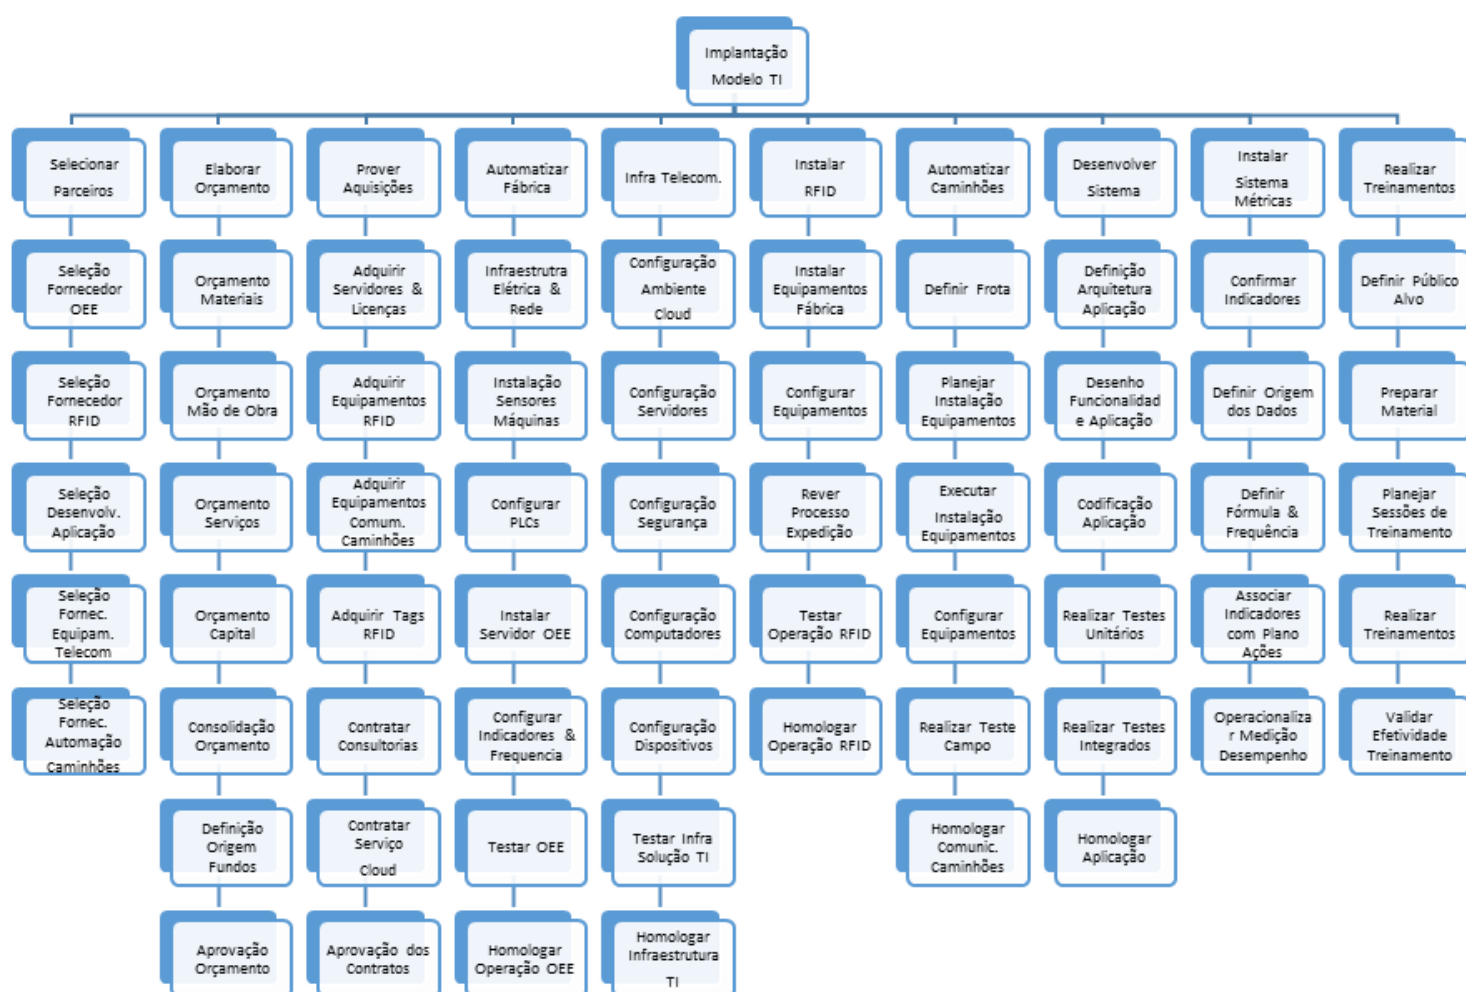 Implantação
Modelo TI
Selecionar
Parceiros
Elaborar
Orçamento
Prover
Aquisições
Automatizar
Fábrica
Infra Telecom.
Instalar
RFID
Automatizar
Caminhões
Desenvolver
Sistema
Instalar
Sistema
Métricas
Realizar
Treinamentos
Seleção
Fornecedor
OEE
Orçamento
Materiais
Adquirir
Servidores &
Licenças
Infraestrutra
Elétrica &
Rede
Configuração
Ambiente
Cloud
Instalar
Equipamentos
Fábrica
Definir Frota
Definição
Arquitetura
Aplicação
Confirmar
Indicadores
Definir Público
Alvo
Seleção
Fornecedor
RFID
Orçamento
Mão de Obra
Adquirir
Equipamentos
RFID
Instalação
Sensores
Máquinas
Configuração
Servidores
Configurar
Equipamentos
Planejar
Instalação
Equipamentos
Desenho
Funcionalidad
e Aplicação
Definir Origem
dos Dados
Preparar
Material
Seleção
Desenvolv.
Aplicação
Orçamento
Serviços
Adquirir
Equipamentos
Comum.
Caminhões
Configurar
PLCs
Configuração
Segurança
Rever
Processo
Expedição
Executar
Instalação
Equipamentos
Codificação
Aplicação
Definir
Fórmula &
Frequência
Planejar
Sessões de
Treinamento
Seleção
Fornec.
Equipam.
Telecom
Orçamento
Capital
Adquirir Tags
RFID
Instalar
Servidor OEE
Configuração
Computadores
Testar
Operação RFID
Configurar
Equipamentos
Realizar Testes
Unitários
Associar
Indicadores
com Plano
Ações
Realizar
Treinamentos
Seleção
Fornec.
Automação
Caminhões
Consolidação
Orçamento
Contratar
Consultorias
Configurar
Indicadores &
Frequencia
Configuração
Dispositivos
Homologar
Operação RFID
Realizar Teste
Campo
Realizar Testes
Integrados
Operacionaliza
r Medição
Desempenho
Validar
Efetividade
Treinamento
Definição
Origem
Fundos
Contratar
Serviço
Cloud
Testar OEE
Testar Infra
Solução TI
Homologar
Comunic.
Caminhões
Homologar
Aplicação
Aprovação
Orçamento
Aprovação dos
Contratos
Homologar
Operação OEE
Homologar
Infraestrutura
TI